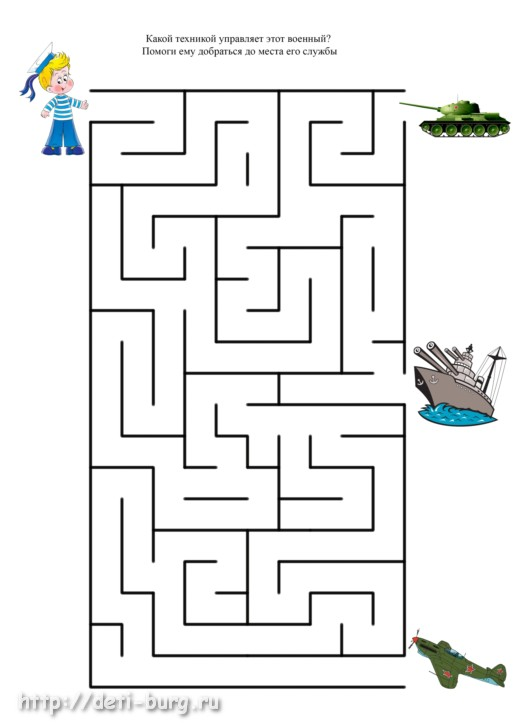 Какой техникой управляет этот военный?
Помоги ему добраться до места его службы
http://deti-burg.ru